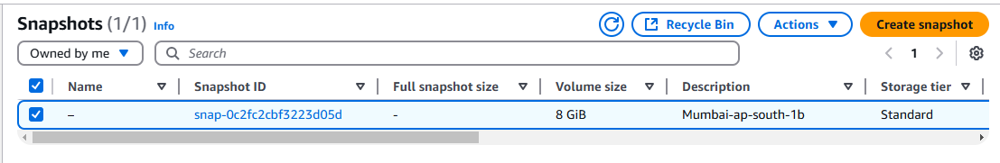 Snapshots (1/1) Info Recycle Bin Actions Create snapshot
Owned by me Search 1
Name Snapshot ID Full snapshot size Volume size Description Storage tier
– snap-0c2fc2cbf3223d05d - 8 GiB Mumbai-ap-south-1b Standard